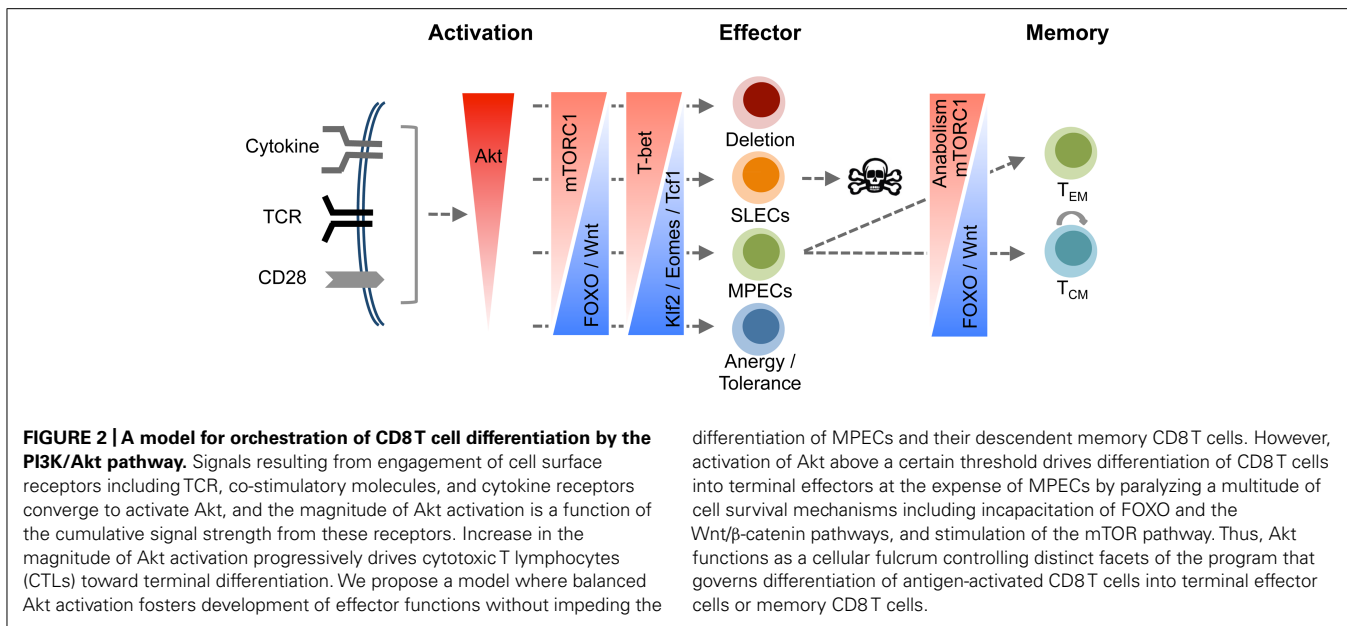 Activation
Effector
Memory
Cytokine
TCR
CD28
Akt
mTORC1
FOXO / Wnt
T-bet
Klf2 / Eomes / Tcf1
Deletion
SLECs
MPECs
Anergy /
Tolerance
Anabolism
mTORC1
FOXO / Wnt
TEM
TCM
FIGURE 2 | A model for orchestration of CD8 T cell differentiation by the
PI3K/Akt pathway. Signals resulting from engagement of cell surface
receptors including TCR, co-stimulatory molecules, and cytokine receptors
converge to activate Akt, and the magnitude of Akt activation is a function of
the cumulative signal strength from these receptors. Increase in the
magnitude of Akt activation progressively drives cytotoxic T lymphocytes
(CTLs) toward terminal differentiation. We propose a model where balanced
Akt activation fosters development of effector functions without impeding the
differentiation of MPECs and their descendent memory CD8 T cells. However,
activation of Akt above a certain threshold drives differentiation of CD8 T cells
into terminal effectors at the expense of MPECs by paralyzing a multitude of
cell survival mechanisms including incapacitation of FOXO and the
Wnt/β-catenin pathways, and stimulation of the mTOR pathway. Thus, Akt
functions as a cellular fulcrum controlling distinct facets of the program that
governs differentiation of antigen-activated CD8 T cells into terminal effector
cells or memory CD8 T cells.